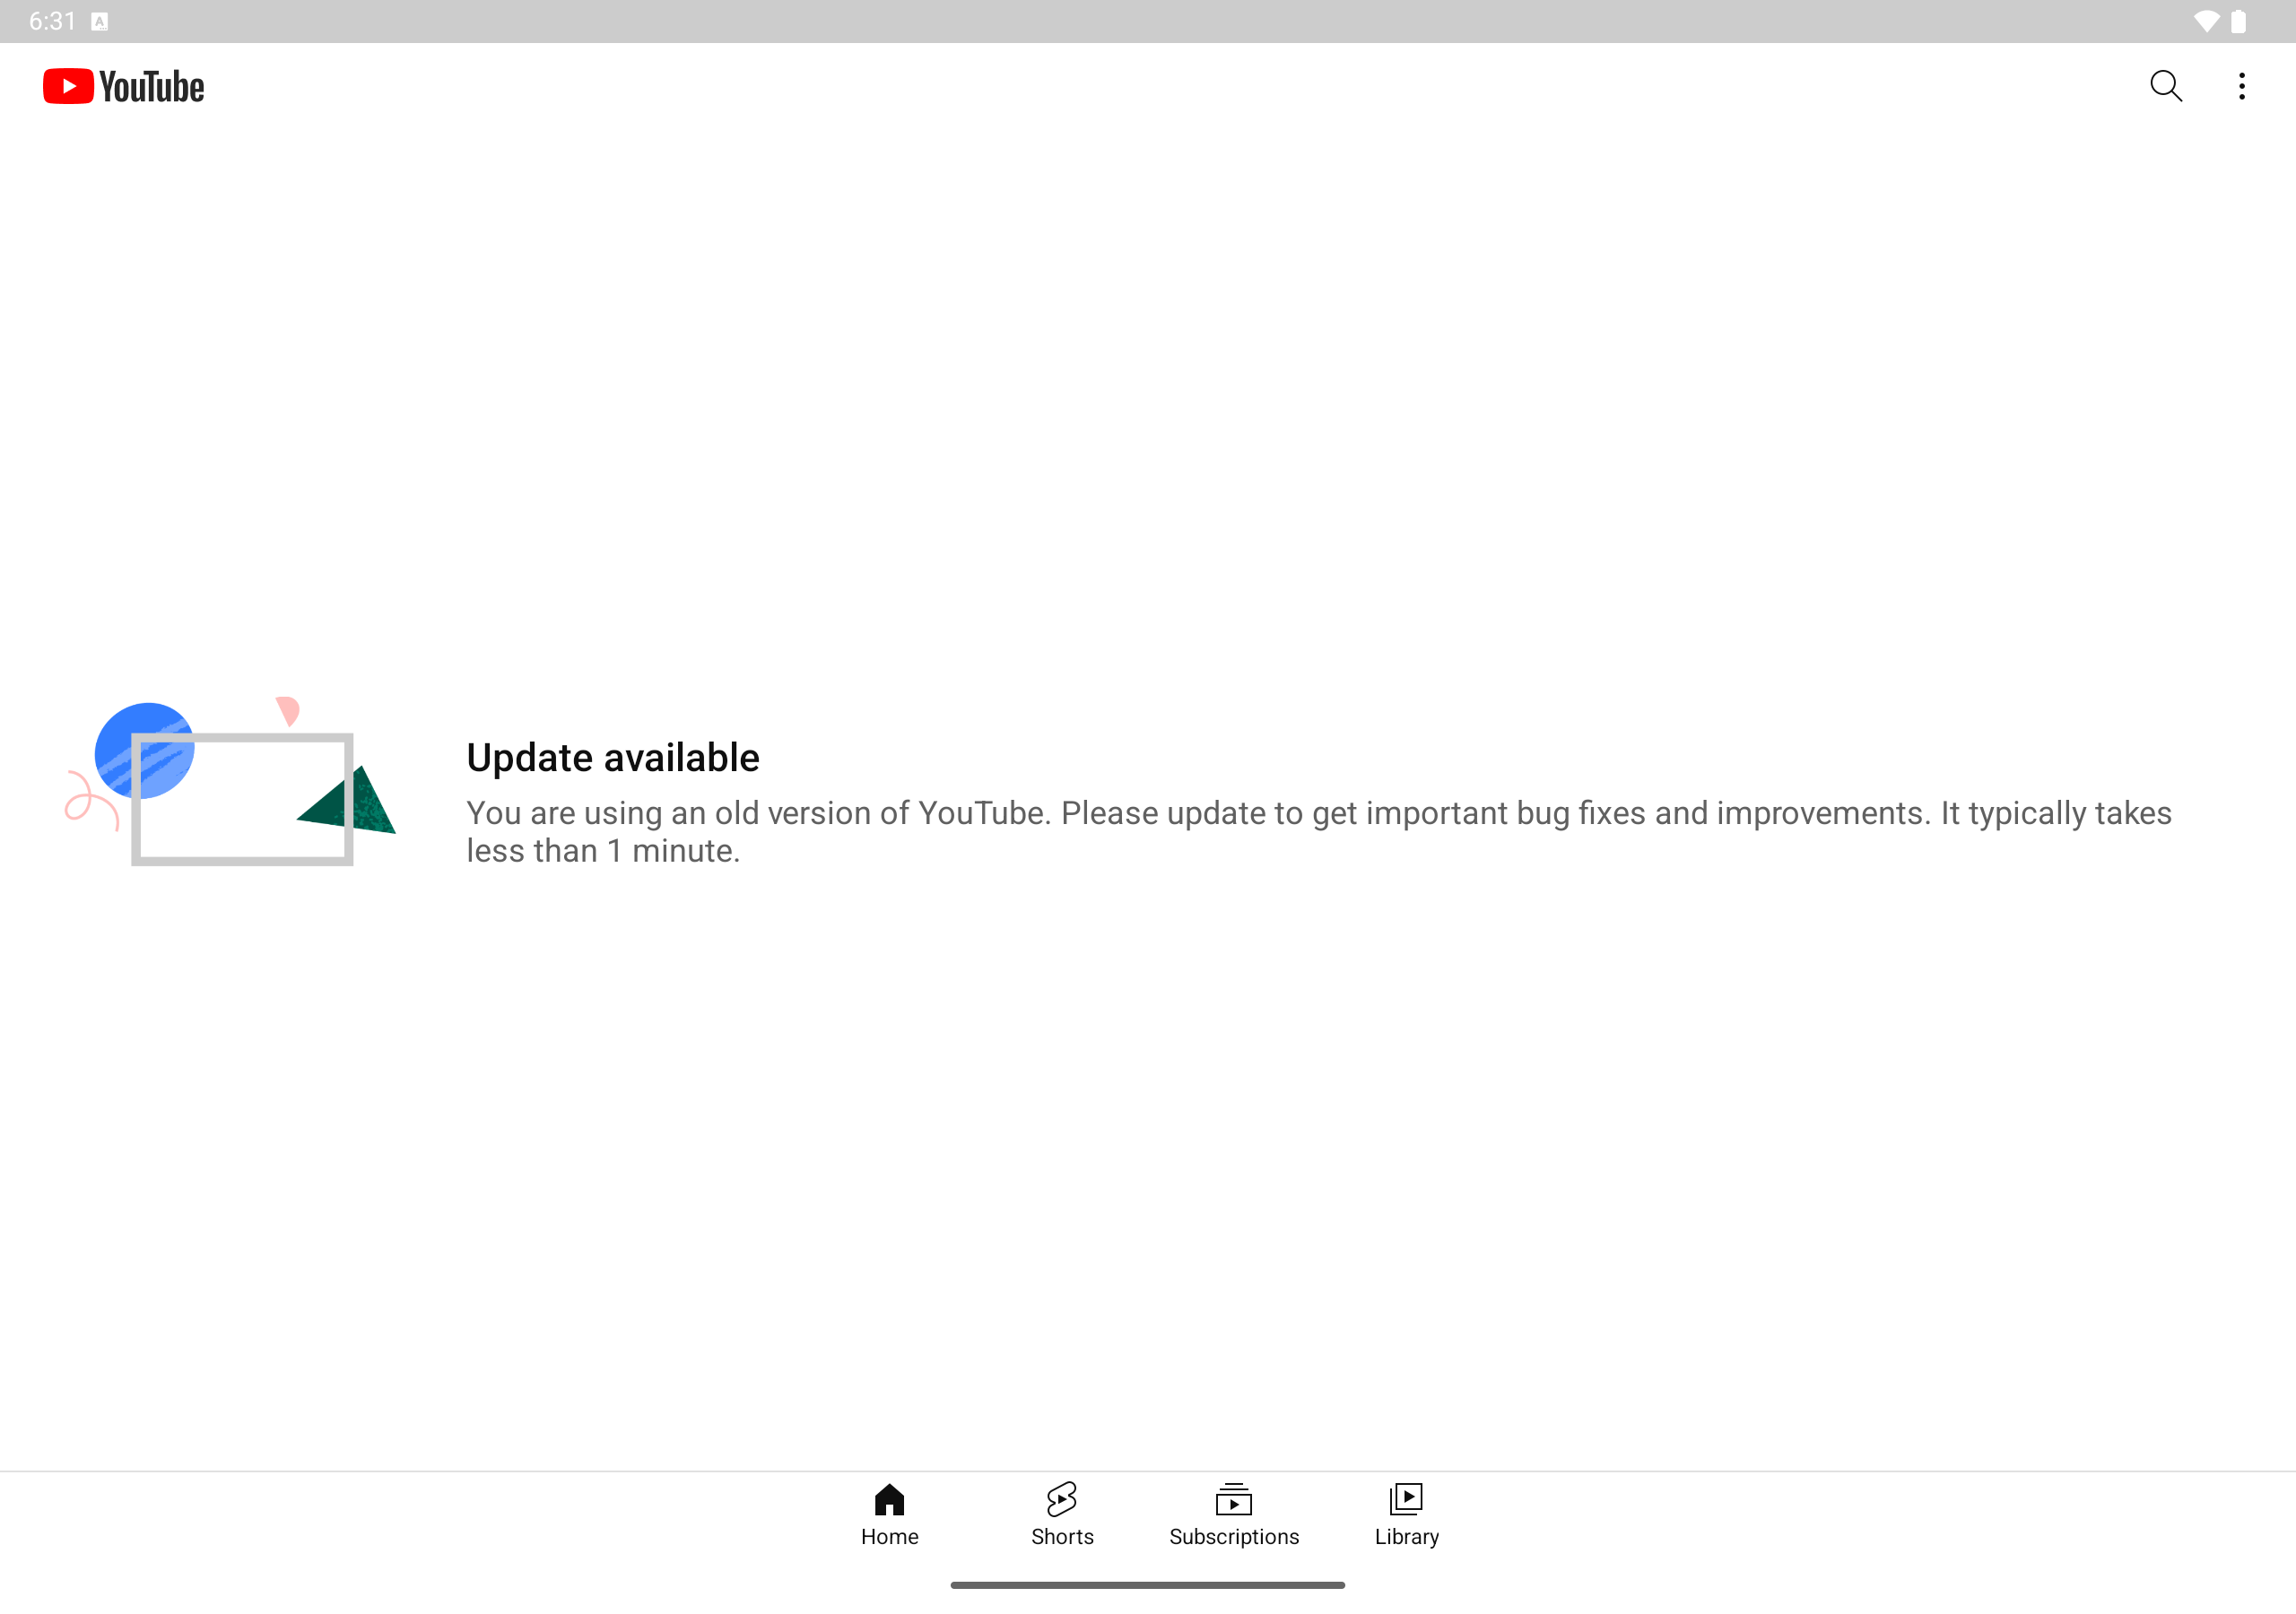 6:31
YouTube
Update available
You are using an old version of YouTube. Please update to get important bug fixes and improvements. It typically takes
less than 1 minute.
Home
Shorts
Subscriptions
Library